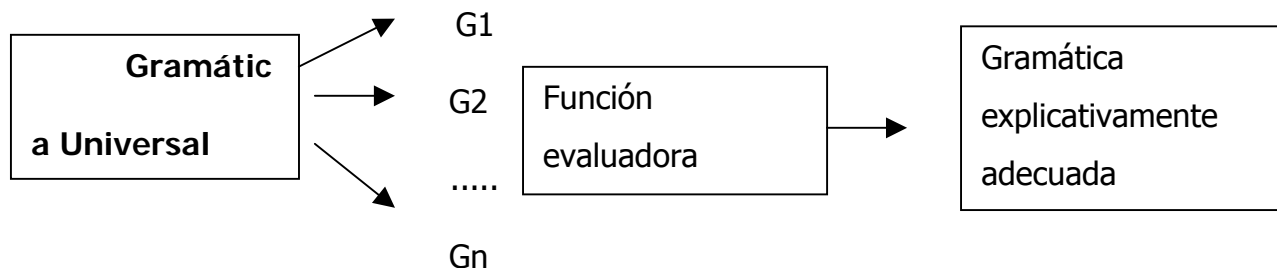 Gramátic
a Universal
G1
G2
.....
Gn
Función
evaluadora
Gramática
explicativamente
adecuada